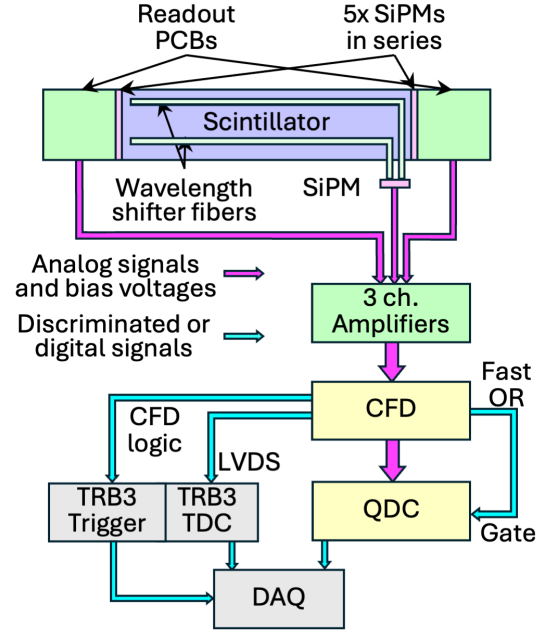 Readout
PCBs
5x SiPMs
in series
Scintillator
Wavelength
shifter fibers
SiPM
Analog signals
and bias voltages
3 ch.
Amplifiers
Discriminated or
digital signals
Fast
OR
CFD
CFD
logic
LVDS
TRB3
Trigger
TRB3
TDC
QDC
Gate
DAQ